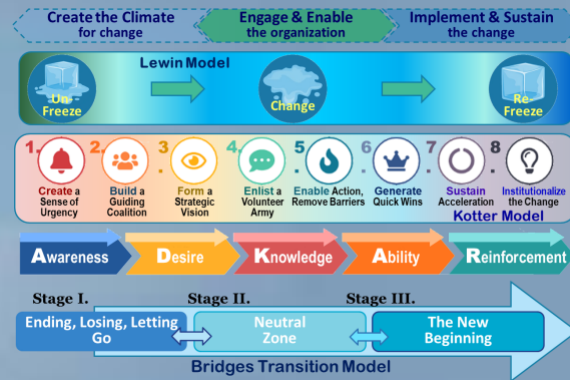 Create the Climate
for change
Engage & Enable
the organization
Implement & Sustain
the change
Lewin Model
Un
Freeze
Change
Re-
Freeze
1.
2.
3
4.
5
6
7
8
Create a
Sense of
Urgency
Build a
Guiding
Coalition
Form a
Strategic
Vision
Enlist a
Volunteer
Army
Enable Action,
Remove Barriers
Generate
Quick Wins
Sustain
Acceleration
Institutionalize
the Change
Kotter Model
Awareness
Desire
Knowledge
Ability
Reinforcement
Stage I.
Stage II.
Stage III.
Ending, Losing, Letting
Go
Neutral
Zone
The New
Beginning
Bridges Transition Model